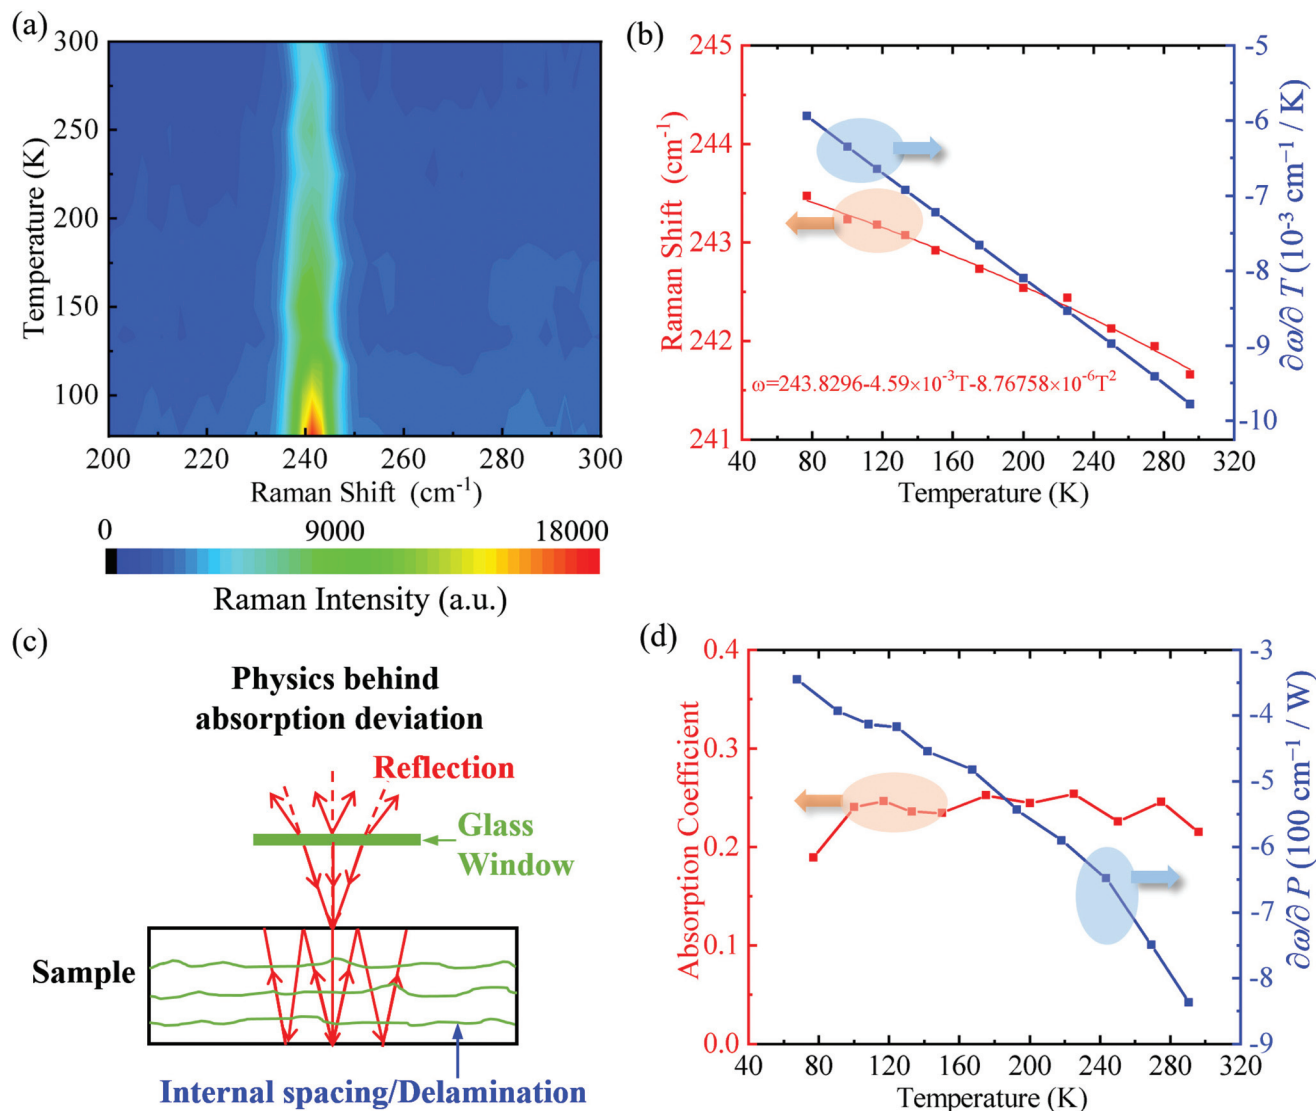 (a)
300
250
200
150
100
Temperature (K)
200 220 240 260 280 300
Raman Shift (cm⁻¹)
0 9000 18000
Raman Intensity (a.u.)
(b)
245
244
243
242
241
Raman Shift (cm⁻¹)
-5
-6
-7
-8
-9
-10
∂ω/∂ T (10⁻³ cm⁻¹ / K)
ω=243.8296-4.59×10⁻³T-8.76758×10⁻⁶T²
40 80 120 160 200 240 280 320
Temperature (K)
(c)
Physics behind
absorption deviation
Reflection
Glass
Window
Sample
Internal spacing/Delamination
(d)
0.4
0.3
0.2
0.1
0.0
Absorption Coefficient
-3
-4
-5
-6
-7
-8
-9
∂ω/∂ P (100 cm⁻¹ / W)
40 80 120 160 200 240 280 320
Temperature (K)